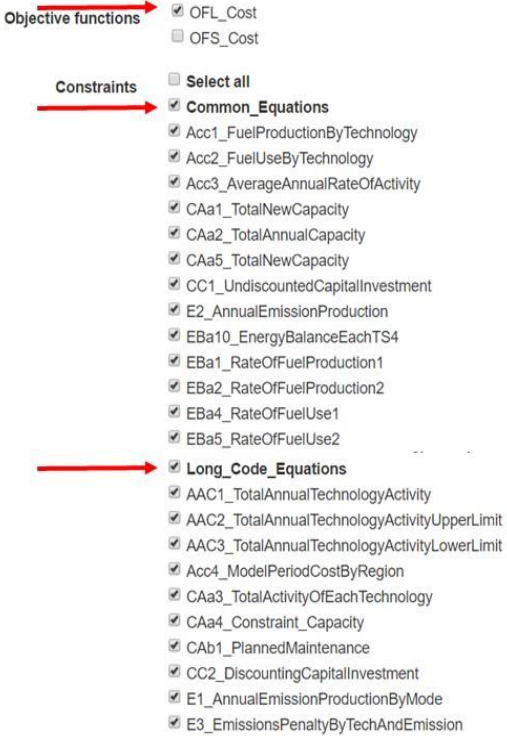 Objective functions
OFL_Cost
OFS_Cost
Constraints
Select all
Common_Equations
Acc1_FuelProductionByTechnology
Acc2_FuelUseByTechnology
Acc3_AverageAnnualRateOfActivity
CAa1_TotalNewCapacity
CAa2_TotalAnnualCapacity
CAa5_TotalNewCapacity
CC1_UndiscountedCapitalInvestment
E2_AnnualEmissionProduction
EBa10_EnergyBalanceEachTS4
EBa1_RateOfFuelProduction1
EBa2_RateOfFuelProduction2
EBa4_RateOfFuelUse1
EBa5_RateOfFuelUse2
Long_Code_Equations
AAC1_TotalAnnualTechnologyActivity
AAC2_TotalAnnualTechnologyActivityUpperLimit
AAC3_TotalAnnualTechnologyActivityLowerLimit
Acc4_ModelPeriodCostByRegion
CAa3_TotalActivityOfEachTechnology
CAa4_Constraint_Capacity
CAb1_PlannedMaintenance
CC2_DiscountingCapitalInvestment
E1_AnnualEmissionProductionByMode
E3_EmissionsPenaltyByTechAndEmission